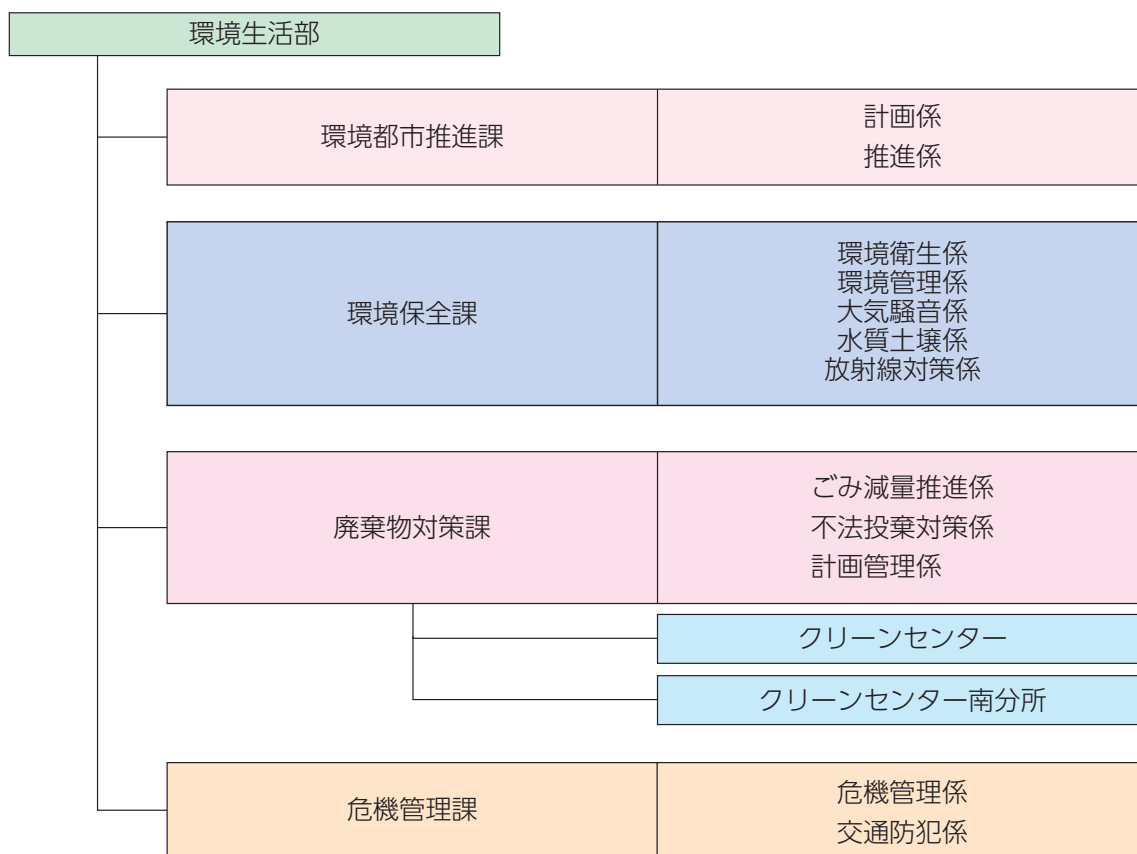 環境生活部
環境都市推進課
計画係
推進係
環境保全課
環境衛生係
環境管理係
大気騒音係
水質土壌係
放射線対策係
廃棄物対策課
ごみ減量推進係
不法投棄対策係
計画管理係
クリーンセンター
クリーンセンター南分所
危機管理課
危機管理係
交通防犯係